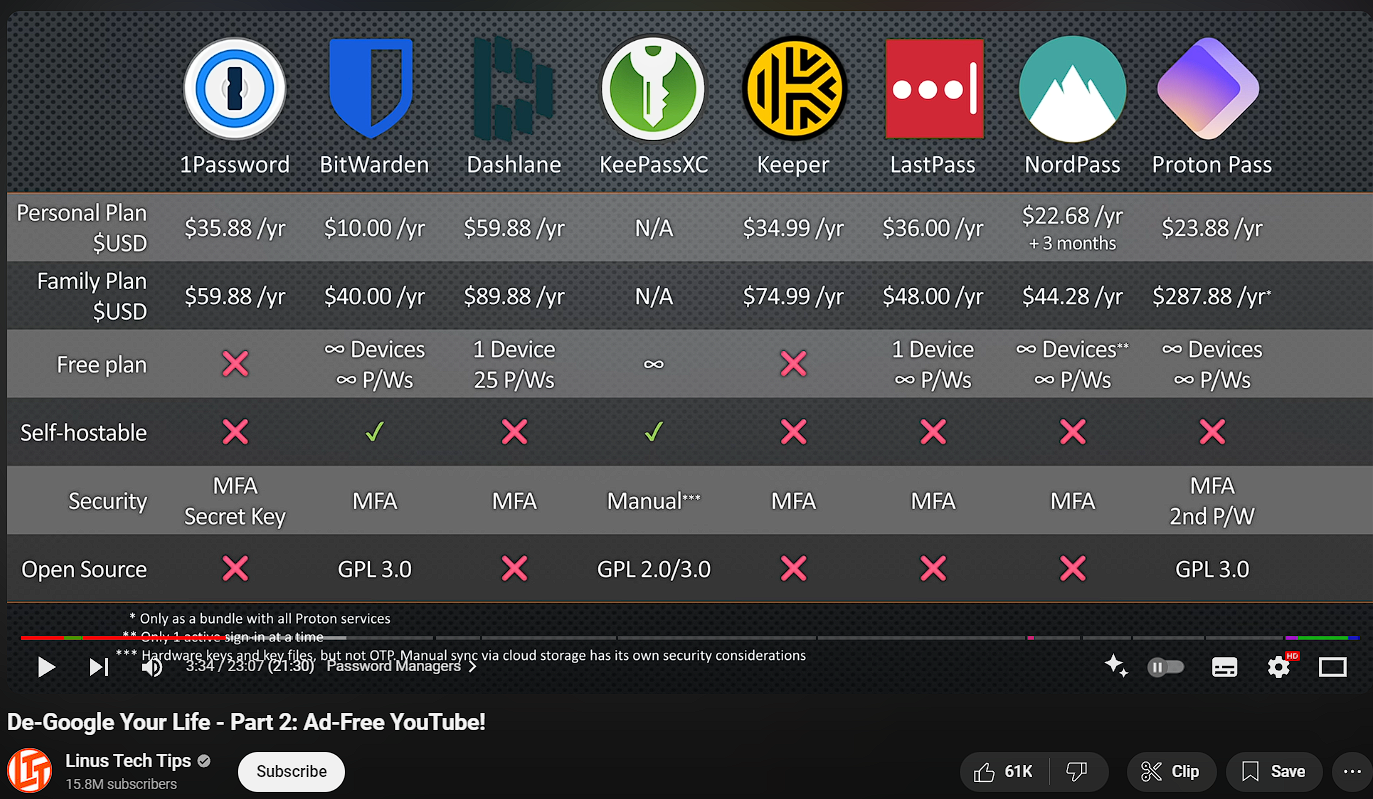 1Password BitWarden Dashlane KeePassXC Keeper LastPass NordPass Proton Pass
Personal Plan
$USD
$35.88 /yr $10.00 /yr $59.88 /yr N/A $34.99 /yr $36.00 /yr $22.68 /yr
+ 3 months
$23.88 /yr
Family Plan
$USD
$59.88 /yr $40.00 /yr $89.88 /yr N/A $74.99 /yr $48.00 /yr $44.28 /yr $287.88 /yr*
Free plan
∞ Devices
∞ P/Ws
1 Device
25 P/Ws
∞
1 Device
∞ P/Ws
∞ Devices**
∞ P/Ws
∞ Devices
∞ P/Ws
Self-hostable
Security
MFA
Secret Key
MFA MFA Manual*** MFA MFA MFA
MFA
2nd P/W
Open Source GPL 3.0 GPL 2.0/3.0 GPL 3.0
* Only as a bundle with all Proton services
** Only 1 active sign-in at a time
*** Hardware keys and key files, but not OTP. Manual sync via cloud storage has its own security considerations
3:34 / 23:07 (21:30) Password Managers
HD
De-Google Your Life - Part 2: Ad-Free YouTube!
LTT
Linus Tech Tips
15.8M subscribers
Subscribe
61K
Clip
Save